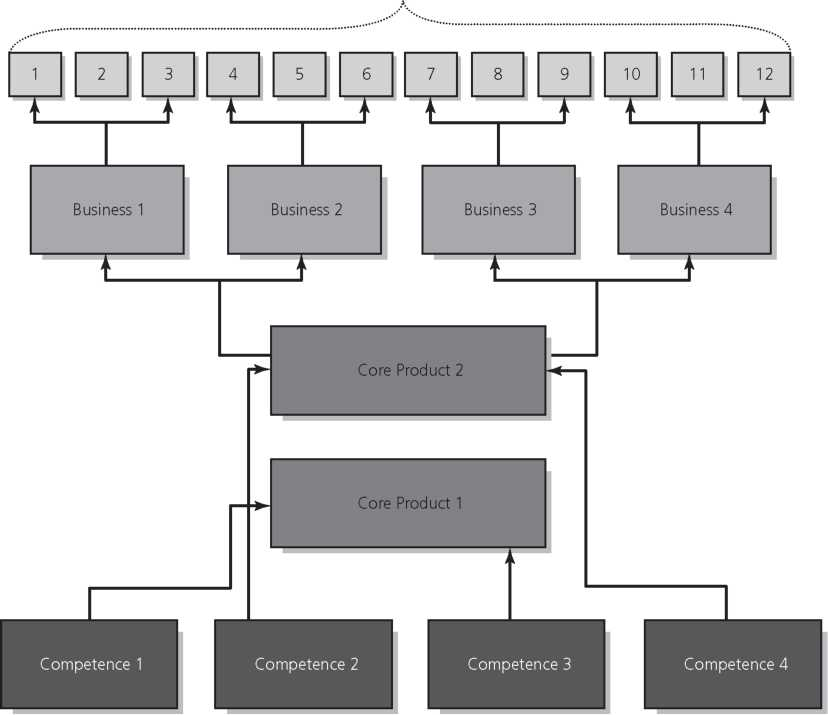 1 2 3 4 5 6 7 8 9 10 11 12
Business 1 Business 2 Business 3 Business 4
Core Product 2
Core Product 1
Competence 1 Competence 2 Competence 3 Competence 4